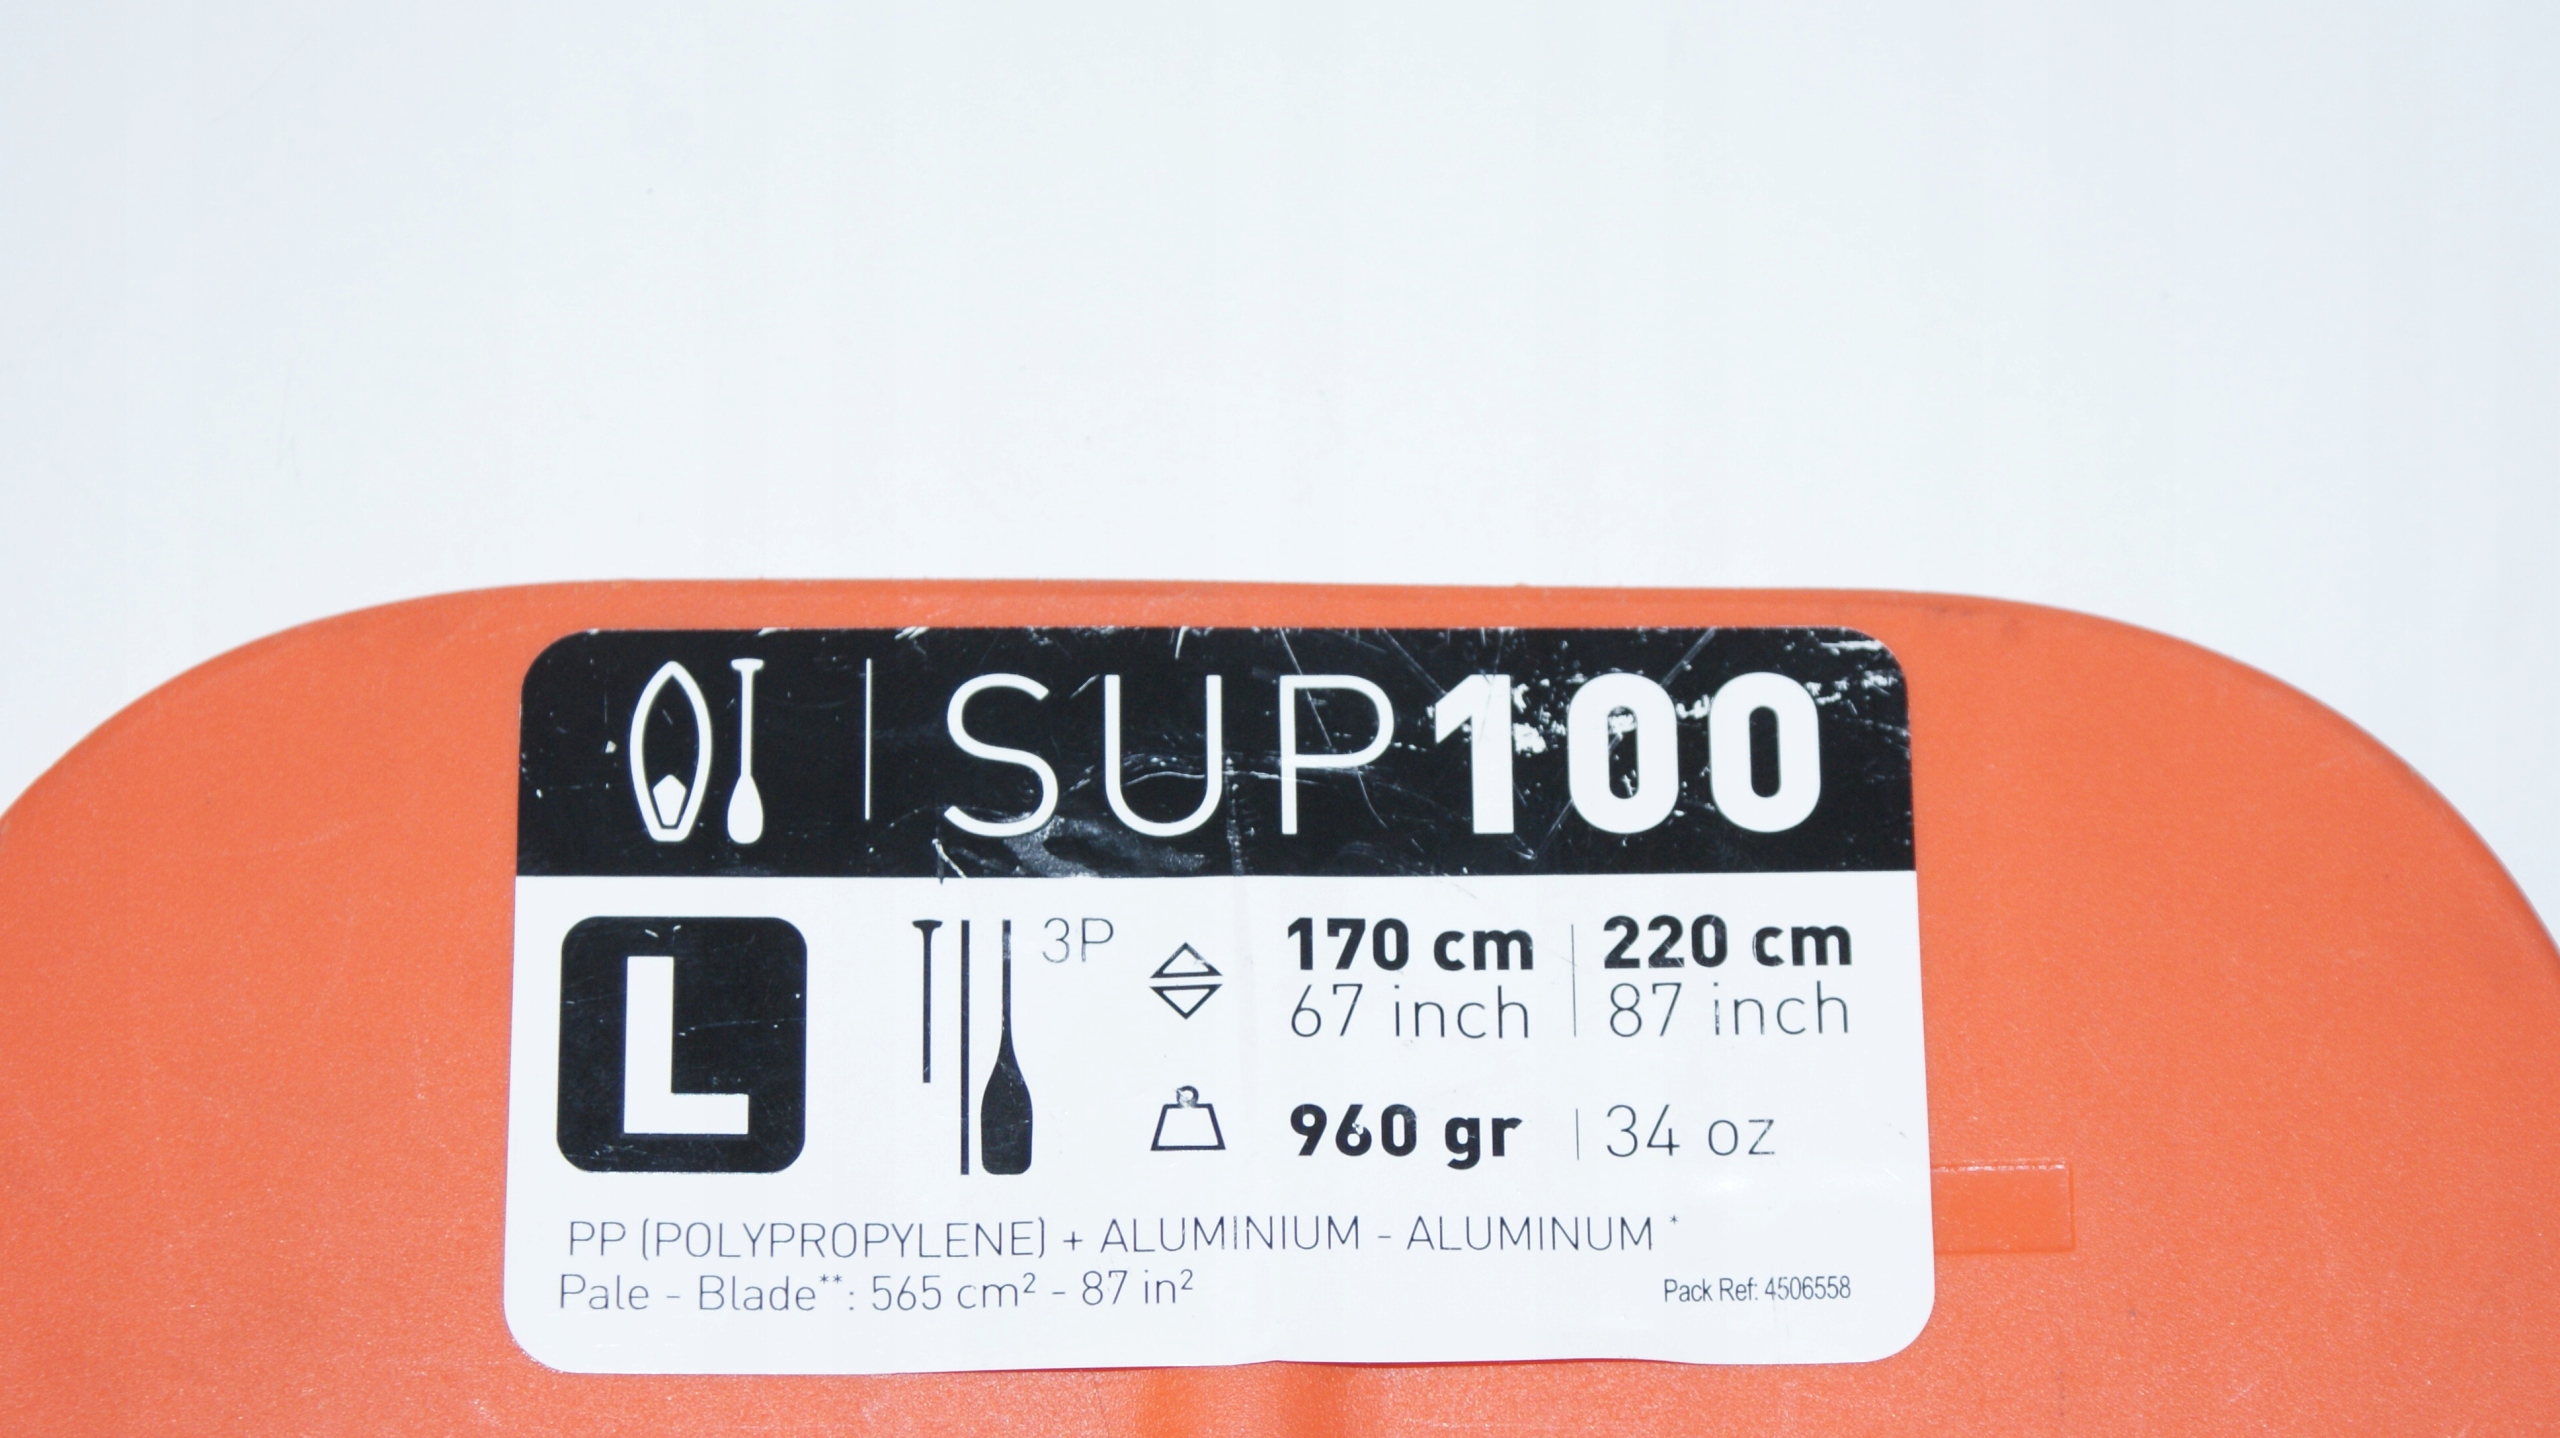 SUP100
L
3P
170 cm | 220 cm
67 inch | 87 inch
960 gr | 34 oz
PP (POLYPROPYLENE) + ALUMINIUM - ALUMINUM *
Pale - Blade**: 565 cm² - 87 in²
Pack Ref: 4506558